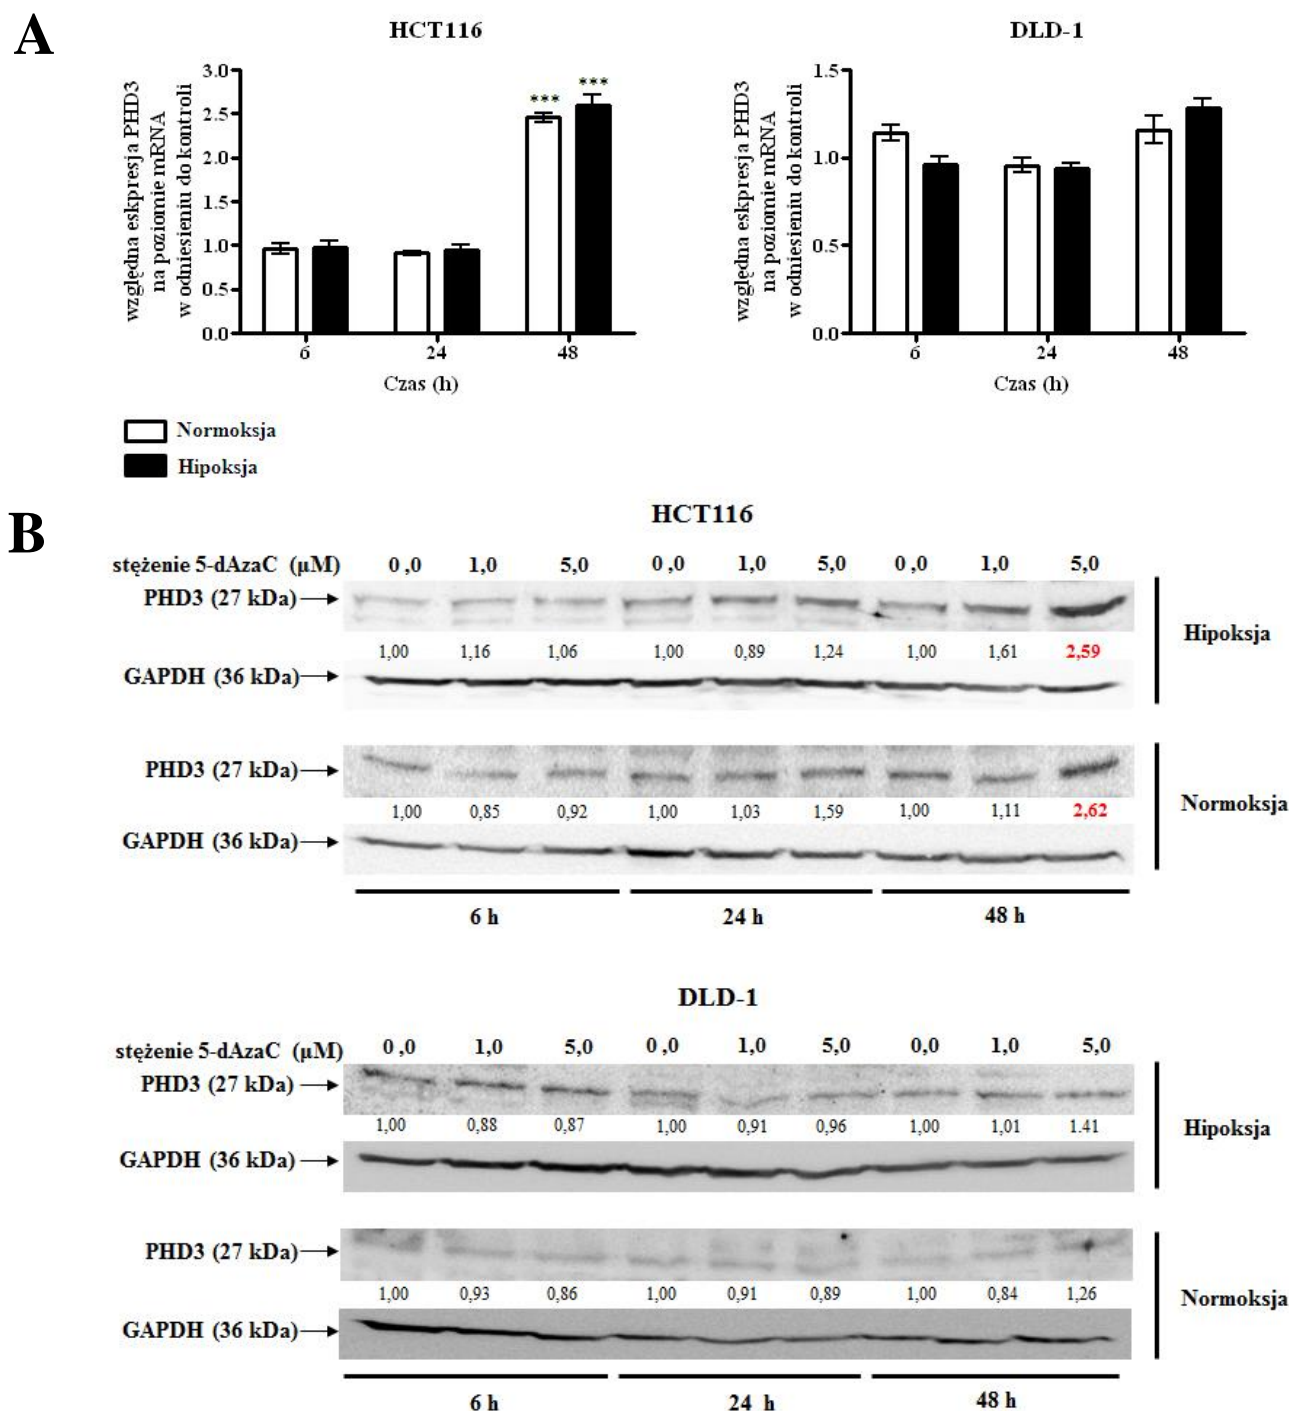 A
HCT116
względna eskpresja PHD3
na poziomie mRNA
w odniesieniu do kontroli
3.0
2.5
2.0
1.5
1.0
0.5
0.0
***
***
6
24
48
Czas (h)
DLD-1
względna eskpresja PHD3
na poziomie mRNA
w odniesieniu do kontroli
1.5
1.0
0.5
0.0
6
24
48
Czas (h)
Normoksja
Hipoksja
B
HCT116
stężenie 5-dAzaC (µM) 0 ,0 1,0 5,0 0 ,0 1,0 5,0 0 ,0 1,0 5,0
PHD3 (27 kDa)
1,00 1,16 1,06 1,00 0,89 1,24 1,00 1,61 2,59
Hipoksja
GAPDH (36 kDa)
PHD3 (27 kDa)
1,00 0,85 0,92 1,00 1,03 1,59 1,00 1,11 2,62
Normoksja
GAPDH (36 kDa)
6 h 24 h 48 h
DLD-1
stężenie 5-dAzaC (µM) 0 ,0 1,0 5,0 0 ,0 1,0 5,0 0,0 1,0 5,0
PHD3 (27 kDa)
1,00 0,88 0,87 1,00 0,91 0,96 1,00 1,01 1.41
Hipoksja
GAPDH (36 kDa)
PHD3 (27 kDa)
1,00 0,93 0,86 1,00 0,91 0,89 1,00 0,84 1,26
Normoksja
GAPDH (36 kDa)
6 h 24 h 48 h